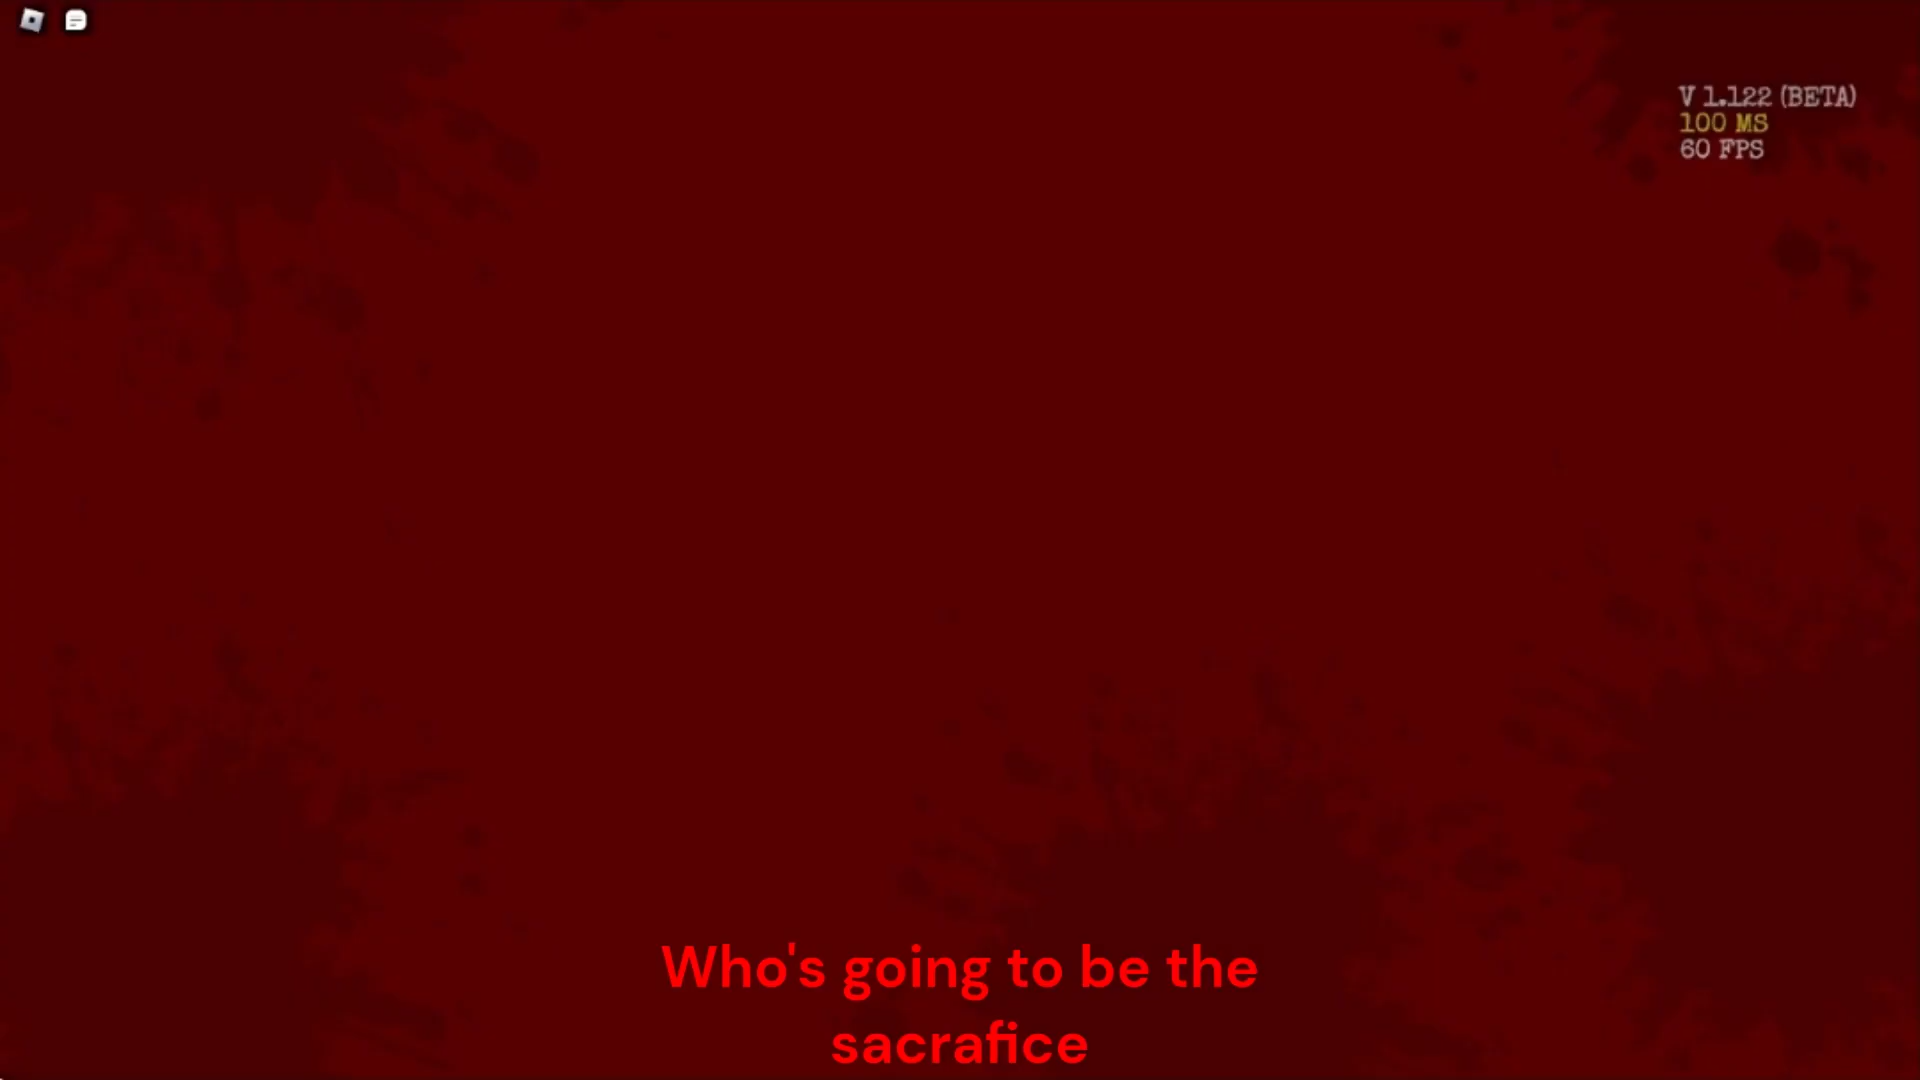 V 1.122 (BETA)
100 MS
60 FPS
Who's going to be the
sacrafice